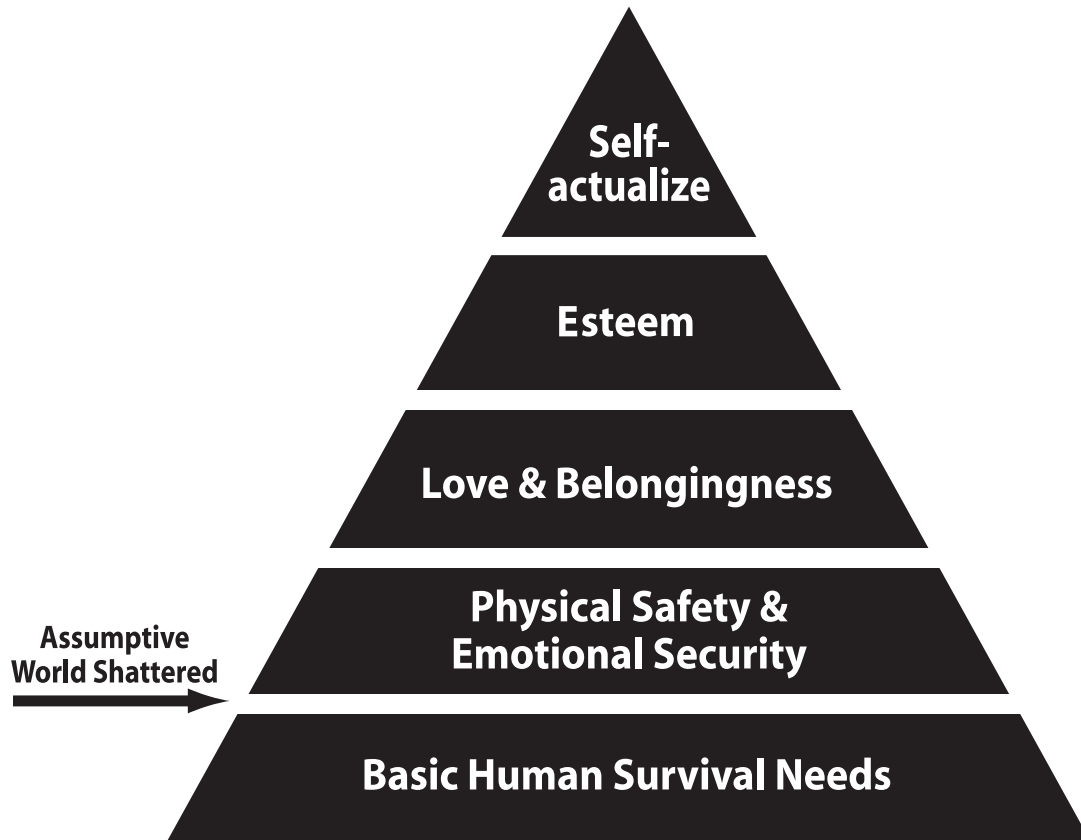 Self-
actualize
Esteem
Love & Belongingness
Physical Safety &
Emotional Security
Assumptive
World Shattered
Basic Human Survival Needs